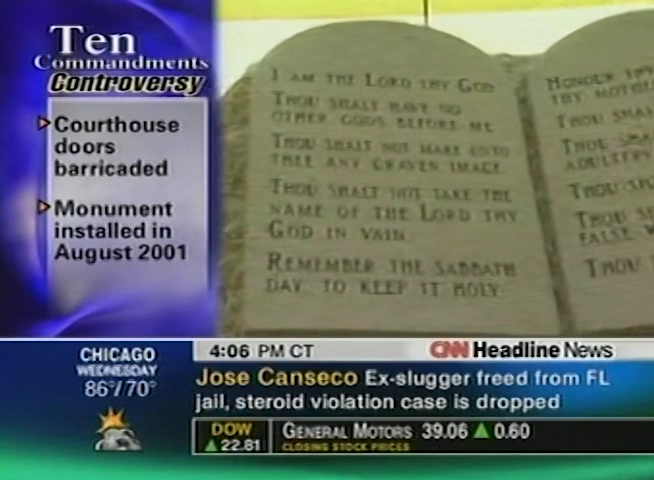 Ten
Commandments
Controversy
Courthouse
doors
barricaded
Monument
installed in
August 2001
I AM THE LORD THY GOD
THOU SHALT HAVE NO
OTHER GODS BEFORE ME
THOU SHALT NOT MAKE UNTO
THEE ANY GRAVEN IMAGE
THOU SHALT NOT TAKE THE
NAME OF THE LORD THY
GOD IN VAIN
REMEMBER THE SABBATH
DAY, TO KEEP IT HOLY
HONOUR
THY MOTHE
THOU SHA
THOU SHA
ADULTERY
THOU
THOU
FALSE
THOU
CHICAGO
WEDNESDAY
86°/70°
4:06 PM CT
CNN Headline News
Jose Canseco Ex-slugger freed from FL
jail, steroid violation case is dropped
DOW
▲22.81
GENERAL MOTORS 39.06 ▲ 0.60
CLOSING STOCK PRICES